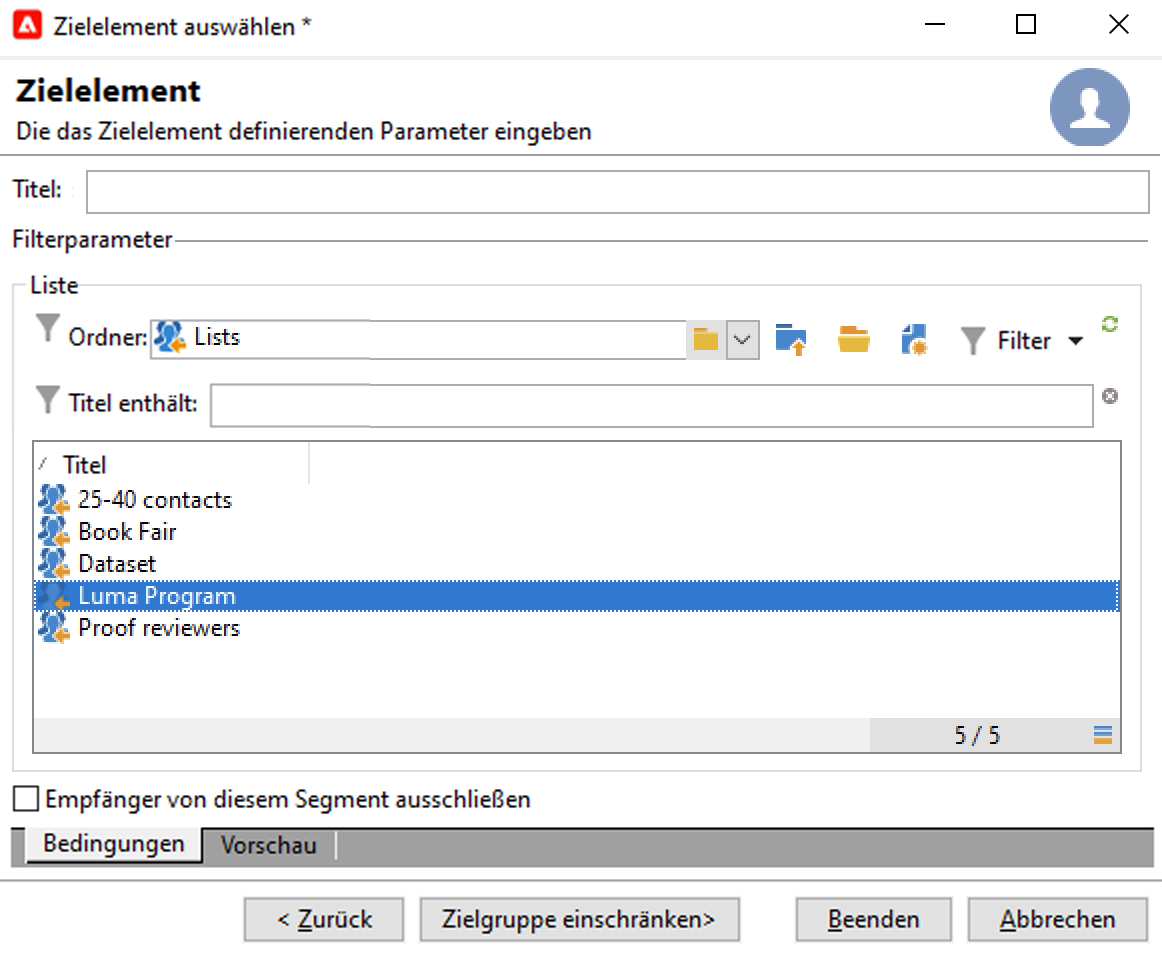 Zielelement auswählen *
Zielelement
Die das Zielelement definierenden Parameter eingeben
Titel:
Filterparameter
Liste
Ordner: Lists Filter
Titel enthält:
Titel
25-40 contacts
Book Fair
Dataset
Luma Program
Proof reviewers
5 / 5
Empfänger von diesem Segment ausschließen
Bedingungen Vorschau
< Zurück Zielgruppe einschränken> Beenden Abbrechen